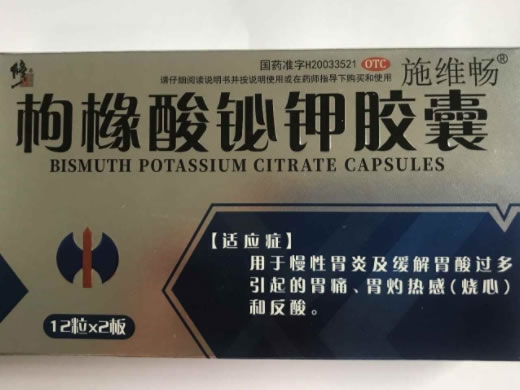 修正
国药准字H20033521 OTC 施维畅®
请仔细阅读说明书并按说明使用或在药师指导下购买和使用
枸橼酸铋钾胶囊
BISMUTH POTASSIUM CITRATE CAPSULES
【适应症】
用于慢性胃炎及缓解胃酸过多
引起的胃痛、胃灼热感(烧心)
和反酸。
12粒x2板